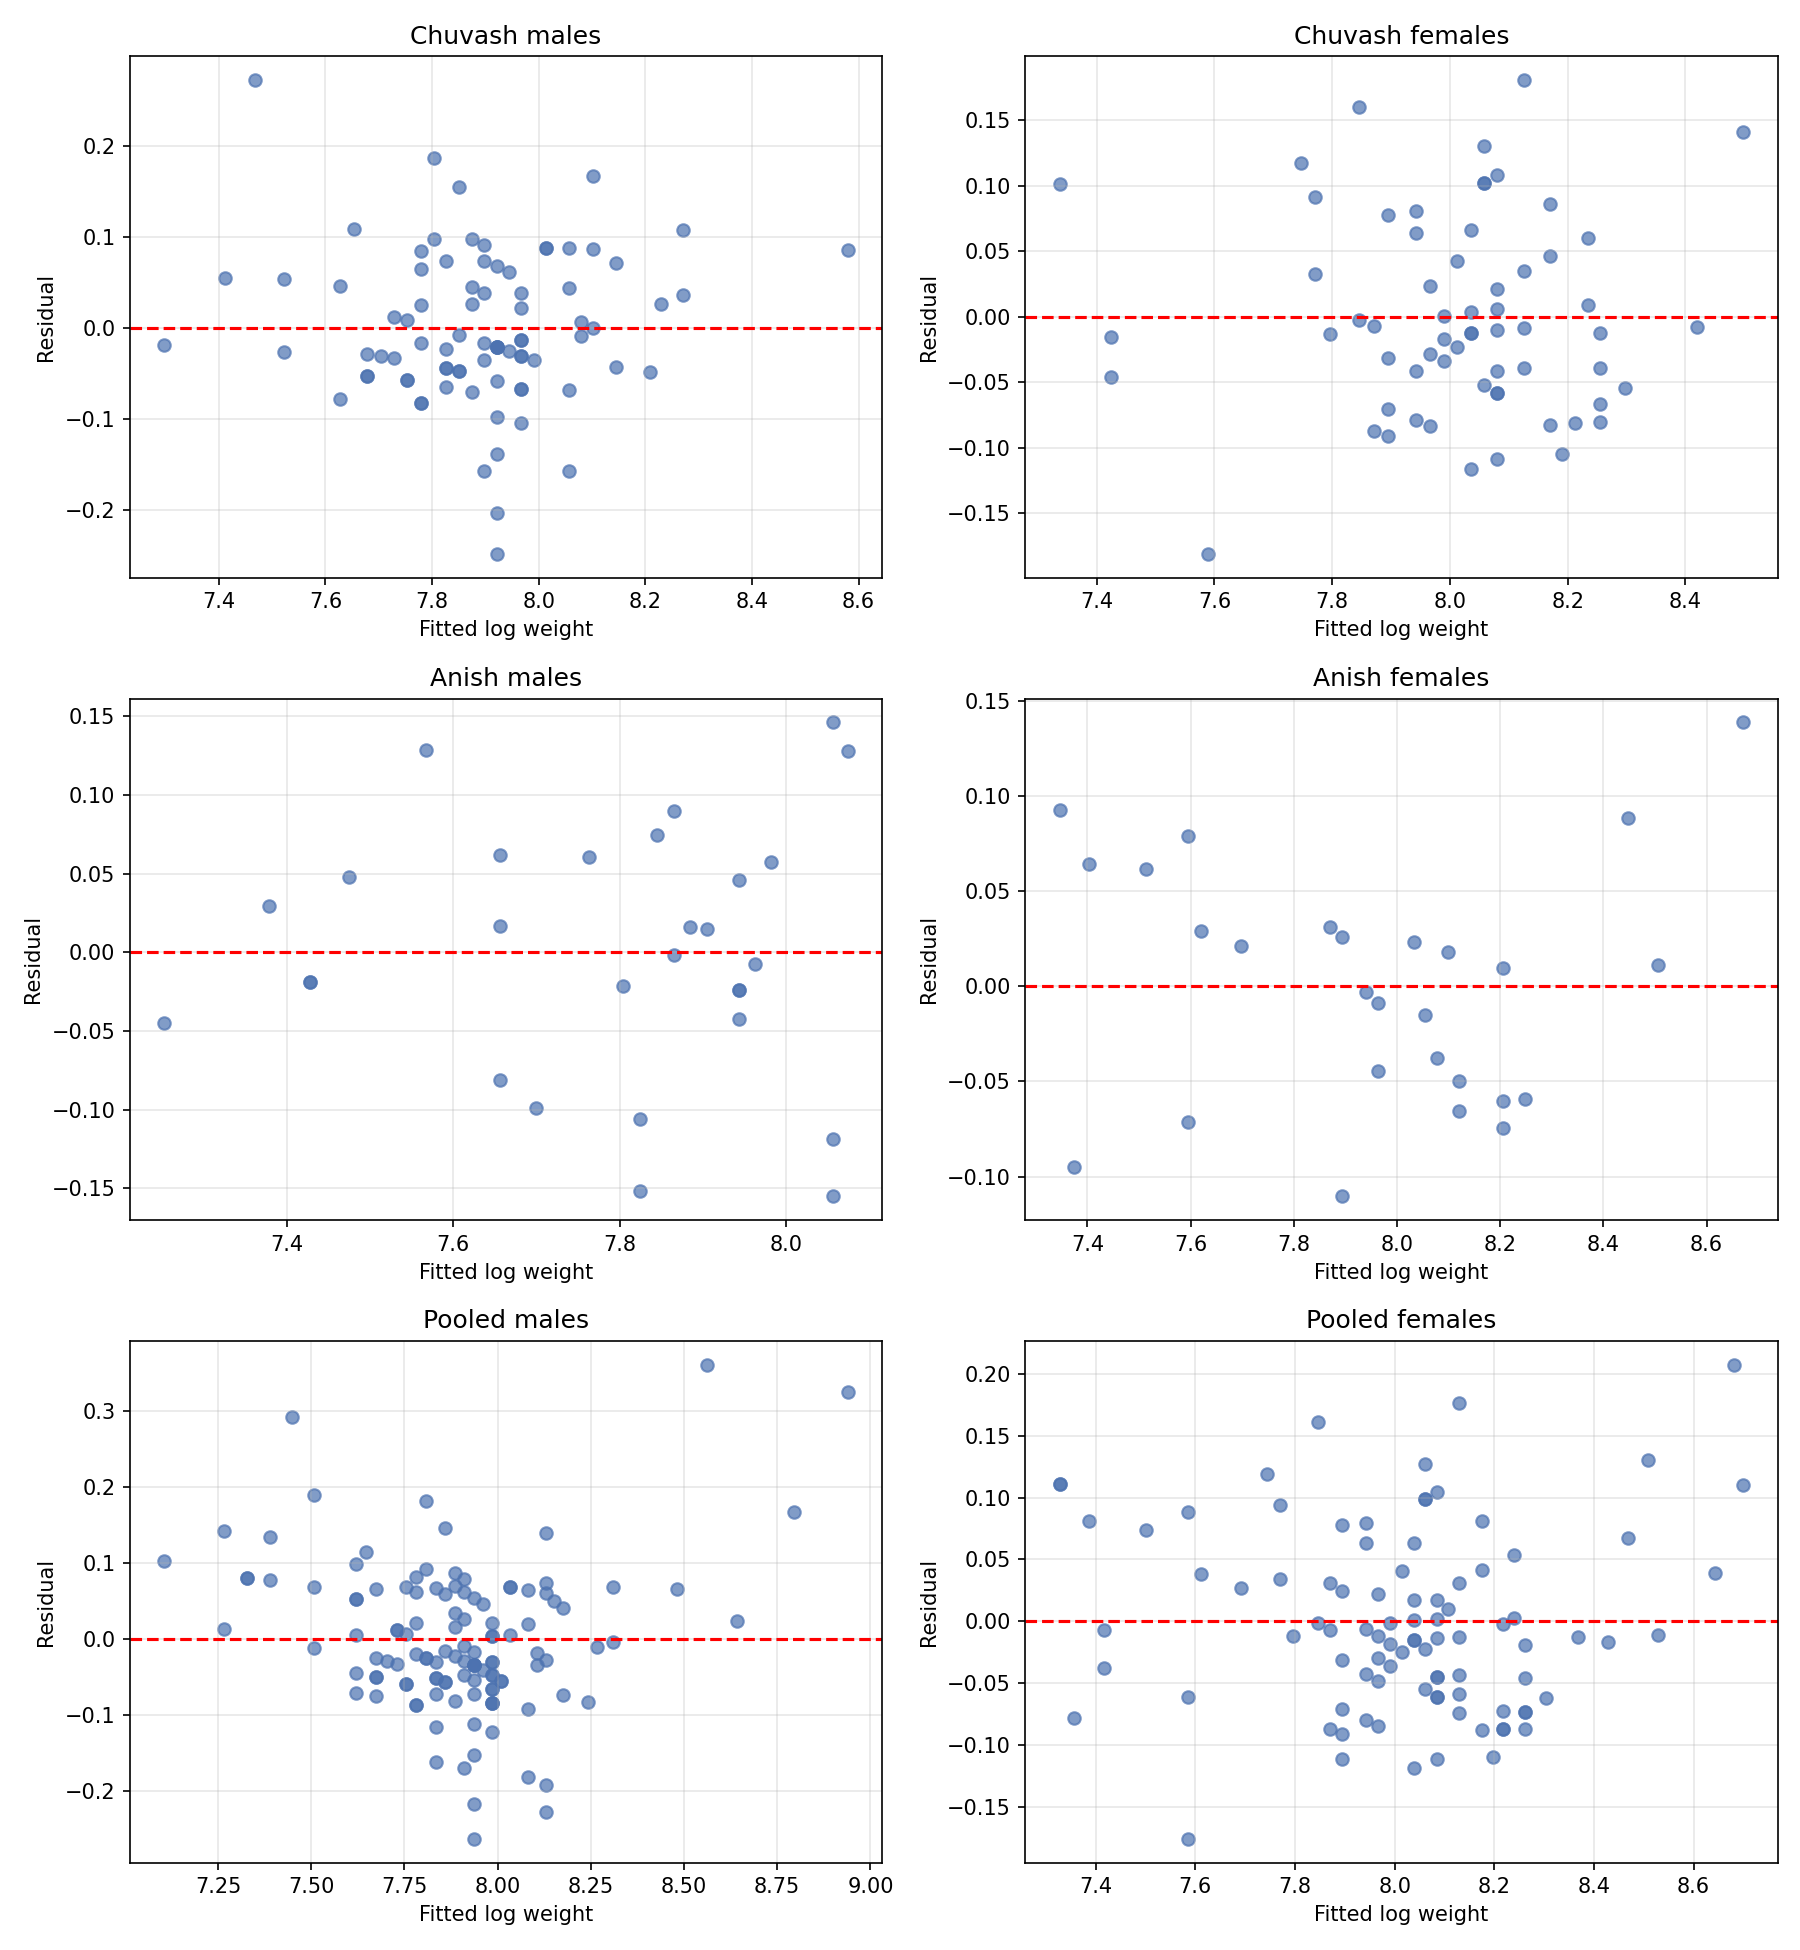 Chuvash males
0.2
0.1
0.0
−0.1
−0.2
Residual
7.4 7.6 7.8 8.0 8.2 8.4 8.6
Fitted log weight
Chuvash females
0.15
0.10
0.05
0.00
−0.05
−0.10
−0.15
Residual
7.4 7.6 7.8 8.0 8.2 8.4
Fitted log weight
Anish males
0.15
0.10
0.05
0.00
−0.05
−0.10
−0.15
Residual
7.4 7.6 7.8 8.0
Fitted log weight
Anish females
0.15
0.10
0.05
0.00
−0.05
−0.10
Residual
7.4 7.6 7.8 8.0 8.2 8.4 8.6
Fitted log weight
Pooled males
0.3
0.2
0.1
0.0
−0.1
−0.2
Residual
7.25 7.50 7.75 8.00 8.25 8.50 8.75 9.00
Fitted log weight
Pooled females
0.20
0.15
0.10
0.05
0.00
−0.05
−0.10
−0.15
Residual
7.4 7.6 7.8 8.0 8.2 8.4 8.6
Fitted log weight